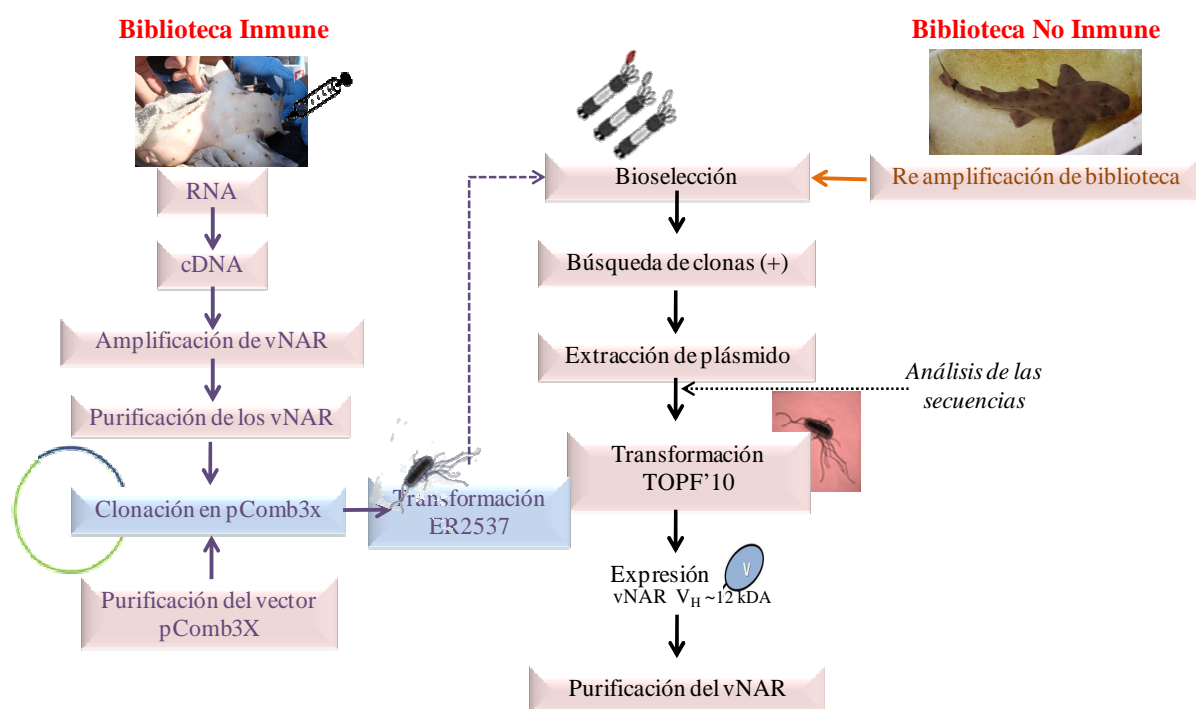 Biblioteca Inmune
Biblioteca No Inmune
RNA
cDNA
Amplificación de vNAR
Purificación de los vNAR
Clonación en pComb3x
Purificación del vector
pComb3X
Transformación
ER2537
Bioselección
Re amplificación de biblioteca
Búsqueda de clonas (+)
Extracción de plásmido
Análisis de las
secuencias
Transformación
TOPF’10
Expresión
V
vNAR VH ~12 kDA
Purificación del vNAR